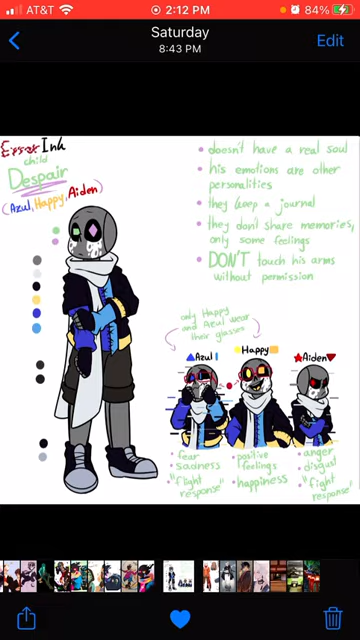 AT&T
2:12 PM
84%
Saturday
8:43 PM
Edit
Error Ink
child
Despair
(Azul, Happy, Aiden)
• doesn't have a real soul
• his emotions are other
personalities
• they keep a journal
• they don't share memories,
only some feelings
• DON'T touch his arms
without permission
only Happy
and Azul wear
their glasses
Azul
Happy
Aiden
• fear
• sadness
• "flight
response"
• positive
feelings
• happiness
• anger
• disgust
• "fight
response"